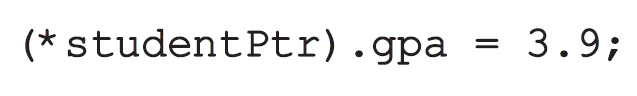 (*studentPtr).gpa = 3.9;